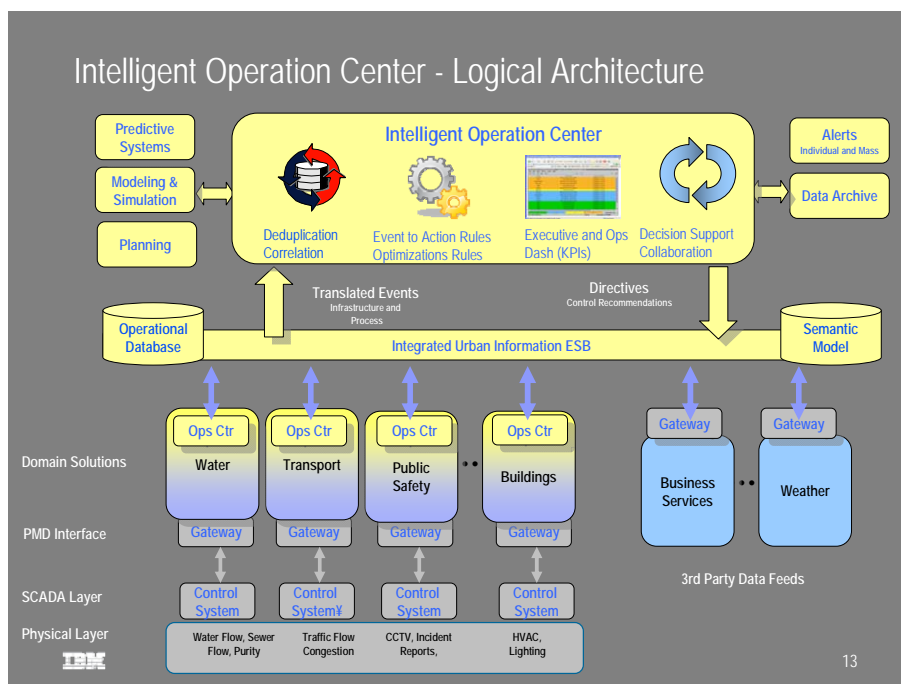 Intelligent Operation Center - Logical Architecture
Predictive
Systems
Modeling &
Simulation
Planning
Intelligent Operation Center
Deduplication
Correlation
Event to Action Rules
Optimizations Rules
Executive and Ops
Dash (KPIs)
Decision Support
Collaboration
Alerts
Individual and Mass
Data Archive
Translated Events
Infrastructure and
Process
Directives
Control Recommendations
Operational
Database
Integrated Urban Information ESB
Semantic
Model
Domain Solutions
Ops Ctr
Water
Ops Ctr
Transport
Ops Ctr
Public
Safety
Ops Ctr
Buildings
Gateway
Business
Services
Gateway
Weather
PMD Interface
Gateway
Gateway
Gateway
Gateway
3rd Party Data Feeds
SCADA Layer
Control
System
Control
System¥
Control
System
Control
System
Physical Layer
Water Flow, Sewer
Flow, Purity
Traffic Flow
Congestion
CCTV, Incident
Reports,
HVAC,
Lighting
IBM
13